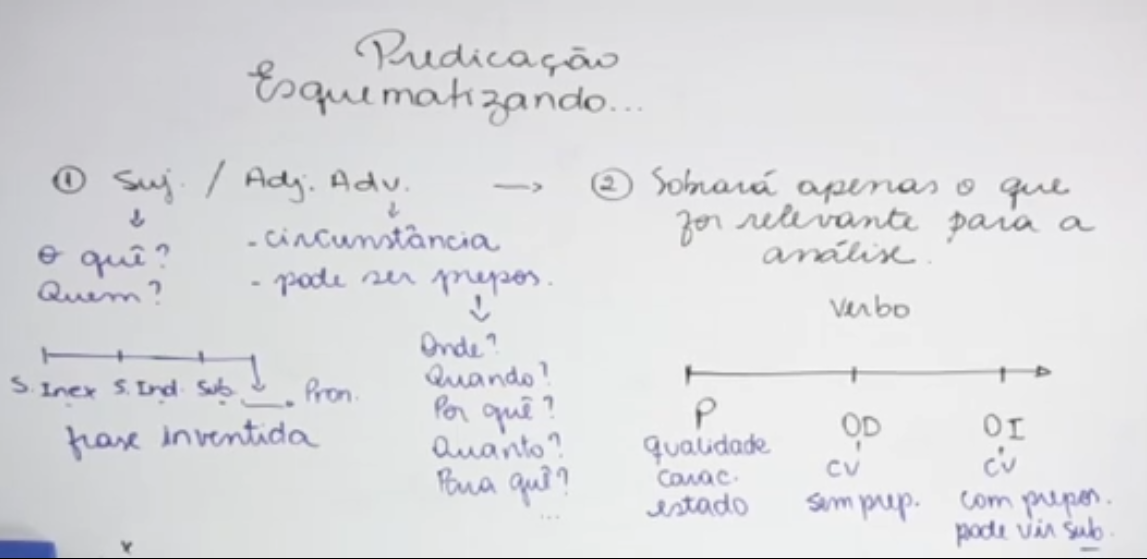 Predicação
Esquematizando...
① Suj. / Adj. Adv. →
↓ ↓
O quê?
Quem?
- circunstância
- pode ser prepos.
↓
Onde?
Quando?
Por quê?
Quanto?
Para quê?
...
S. Inex S. Ind. Sub. ___. Pron.
frase inventida
② Sobrará apenas o que
for relevante para a
análise.
Verbo
P OD OI
qualidade CV CV
carac. sem prep. com prepos.
estado pode vir sub.